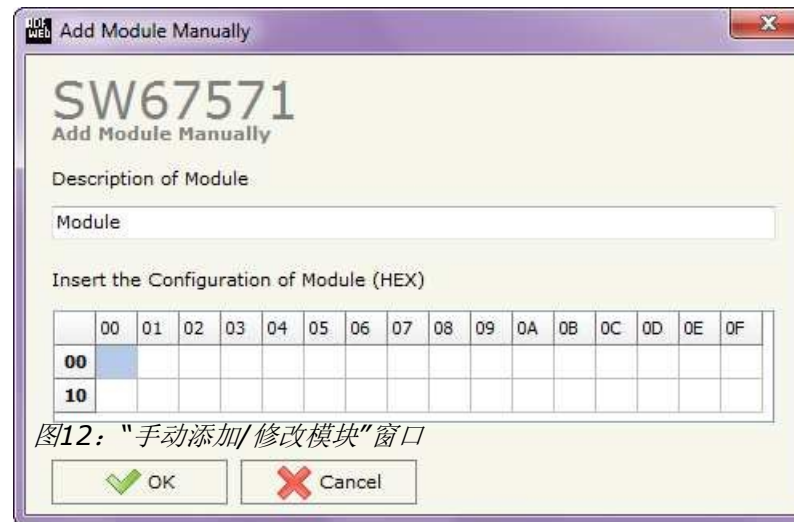 ADF
WEB
Add Module Manually
SW67571
Add Module Manually
Description of Module
Module
Insert the Configuration of Module (HEX)
00 01 02 03 04 05 06 07 08 09 0A 0B 0C 0D 0E 0F
00
10
图12：“手动添加/修改模块”窗口
OK Cancel